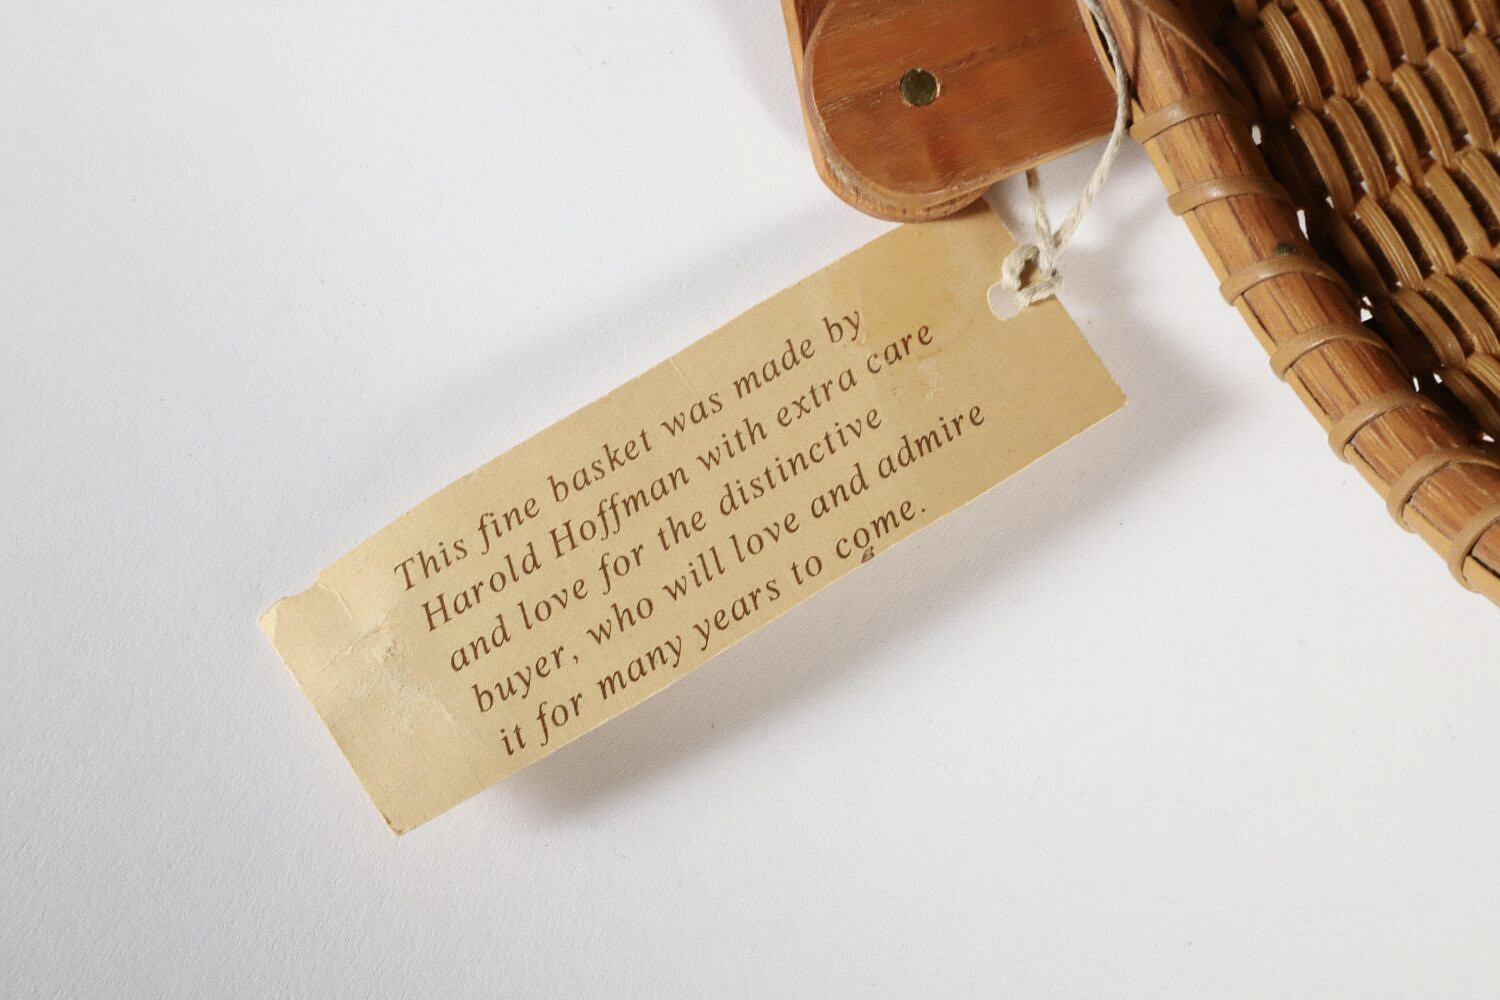 This fine basket was made by
Harold Hoffman with extra care
and love for the distinctive
buyer, who will love and admire
it for many years to come.